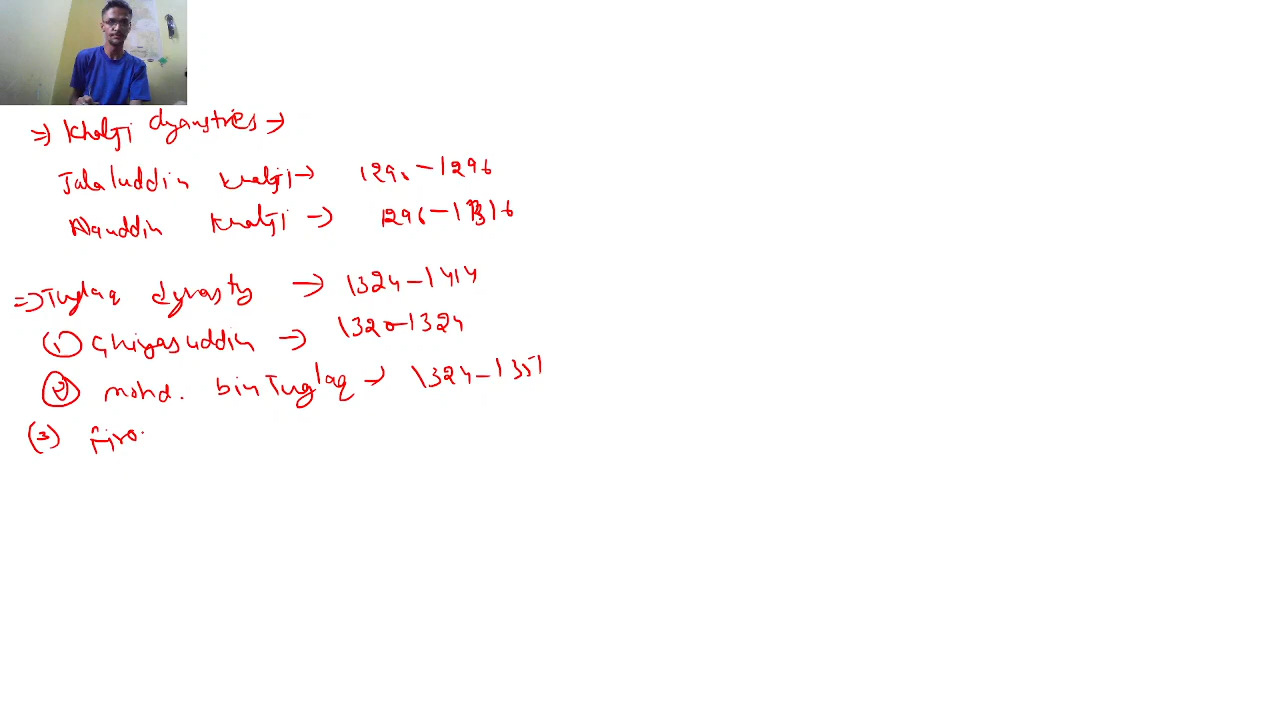 => Khalji dyanstries ->
Jalaluddin Khalji -> 1290 - 1296
Alauddin Khalji -> 1296 - 1316
=> Tuglaq dynasty -> 1324 - 1414
(1) Ghiyasuddin -> 1320 - 1324
(2) mohd. bin Tuglaq -> 1324 - 1351
(3) firo